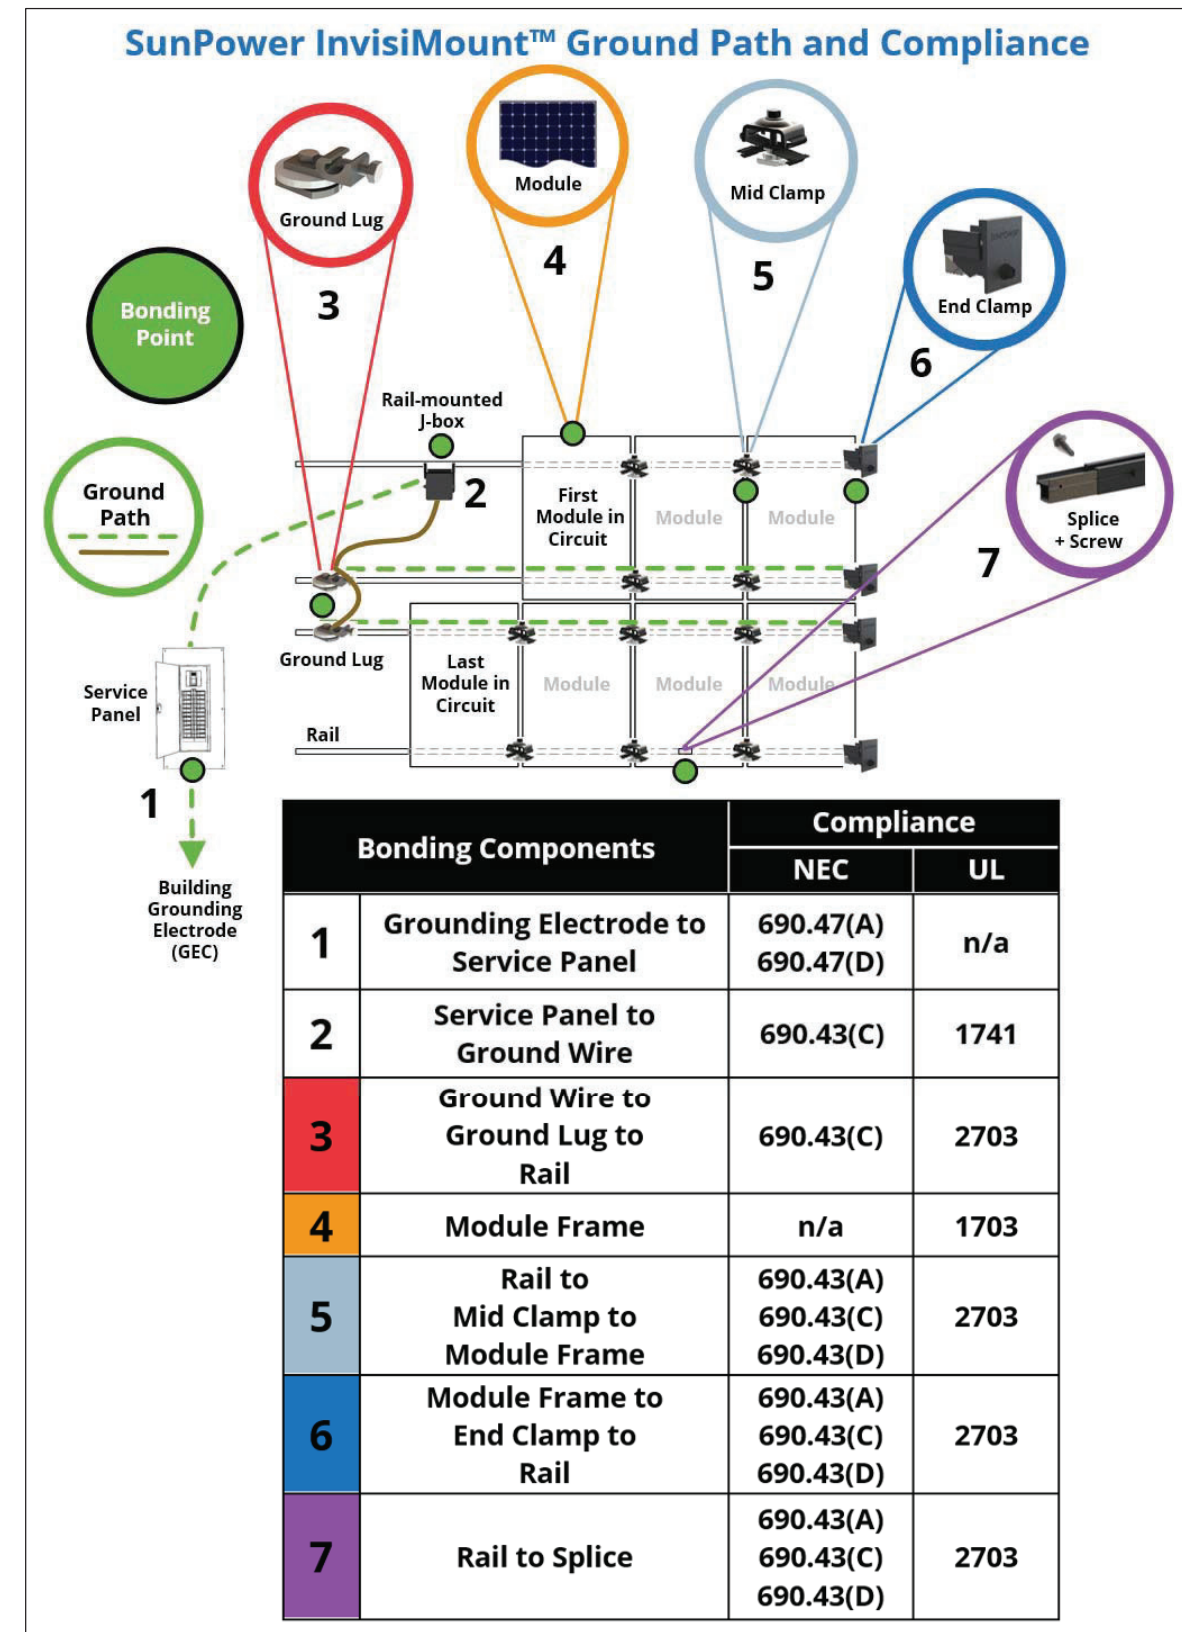 SunPower InvisiMount™ Ground Path and Compliance
Ground Lug
3
Module
4
Mid Clamp
5
End Clamp
6
Bonding
Point
Rail-mounted
J-box
2
Ground
Path
First
Module in
Circuit
Module
Module
Splice
+ Screw
7
Ground Lug
Service
Panel
Last
Module in
Circuit
Module
Module
Module
Rail
1
Building
Grounding
Electrode
(GEC)
Bonding Components
Compliance
NEC
UL
1
Grounding Electrode to
Service Panel
690.47(A)
690.47(D)
n/a
2
Service Panel to
Ground Wire
690.43(C)
1741
3
Ground Wire to
Ground Lug to
Rail
690.43(C)
2703
4
Module Frame
n/a
1703
5
Rail to
Mid Clamp to
Module Frame
690.43(A)
690.43(C)
690.43(D)
2703
6
Module Frame to
End Clamp to
Rail
690.43(A)
690.43(C)
690.43(D)
2703
7
Rail to Splice
690.43(A)
690.43(C)
690.43(D)
2703